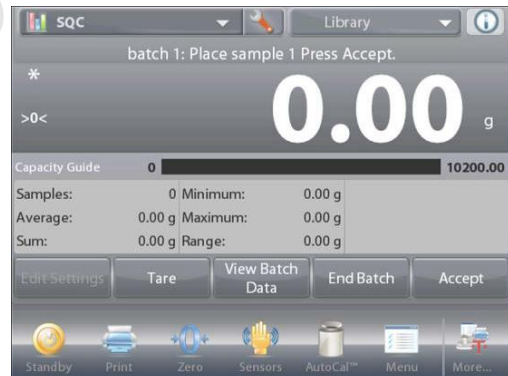 SQC Library
batch 1: Place sample 1 Press Accept.
*
>0< 0.00 g
Capacity Guide 0 10200.00
Samples: 0 Minimum: 0.00 g
Average: 0.00 g Maximum: 0.00 g
Sum: 0.00 g Range: 0.00 g
Edit Settings Tare View Batch Data End Batch Accept
Standby Print Zero Sensors AutoCal™ Menu More...